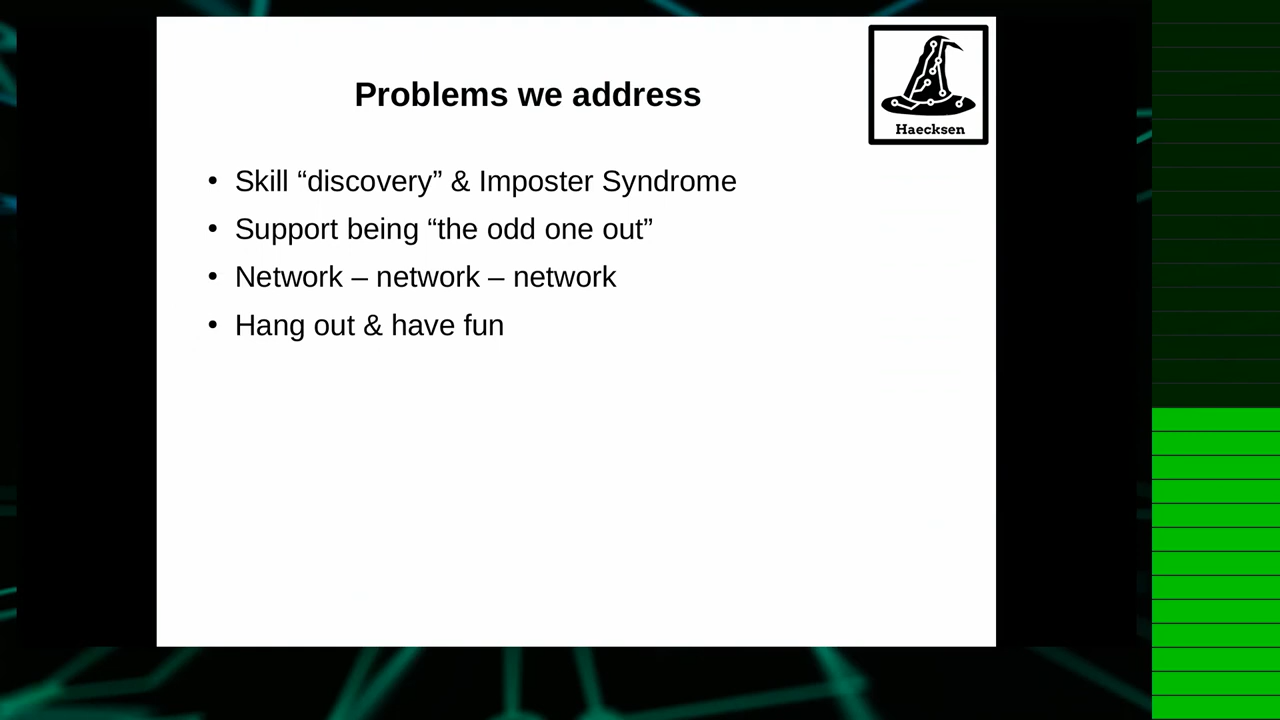 Problems we address
Haecksen
• Skill “discovery” & Imposter Syndrome
• Support being “the odd one out”
• Network – network – network
• Hang out & have fun